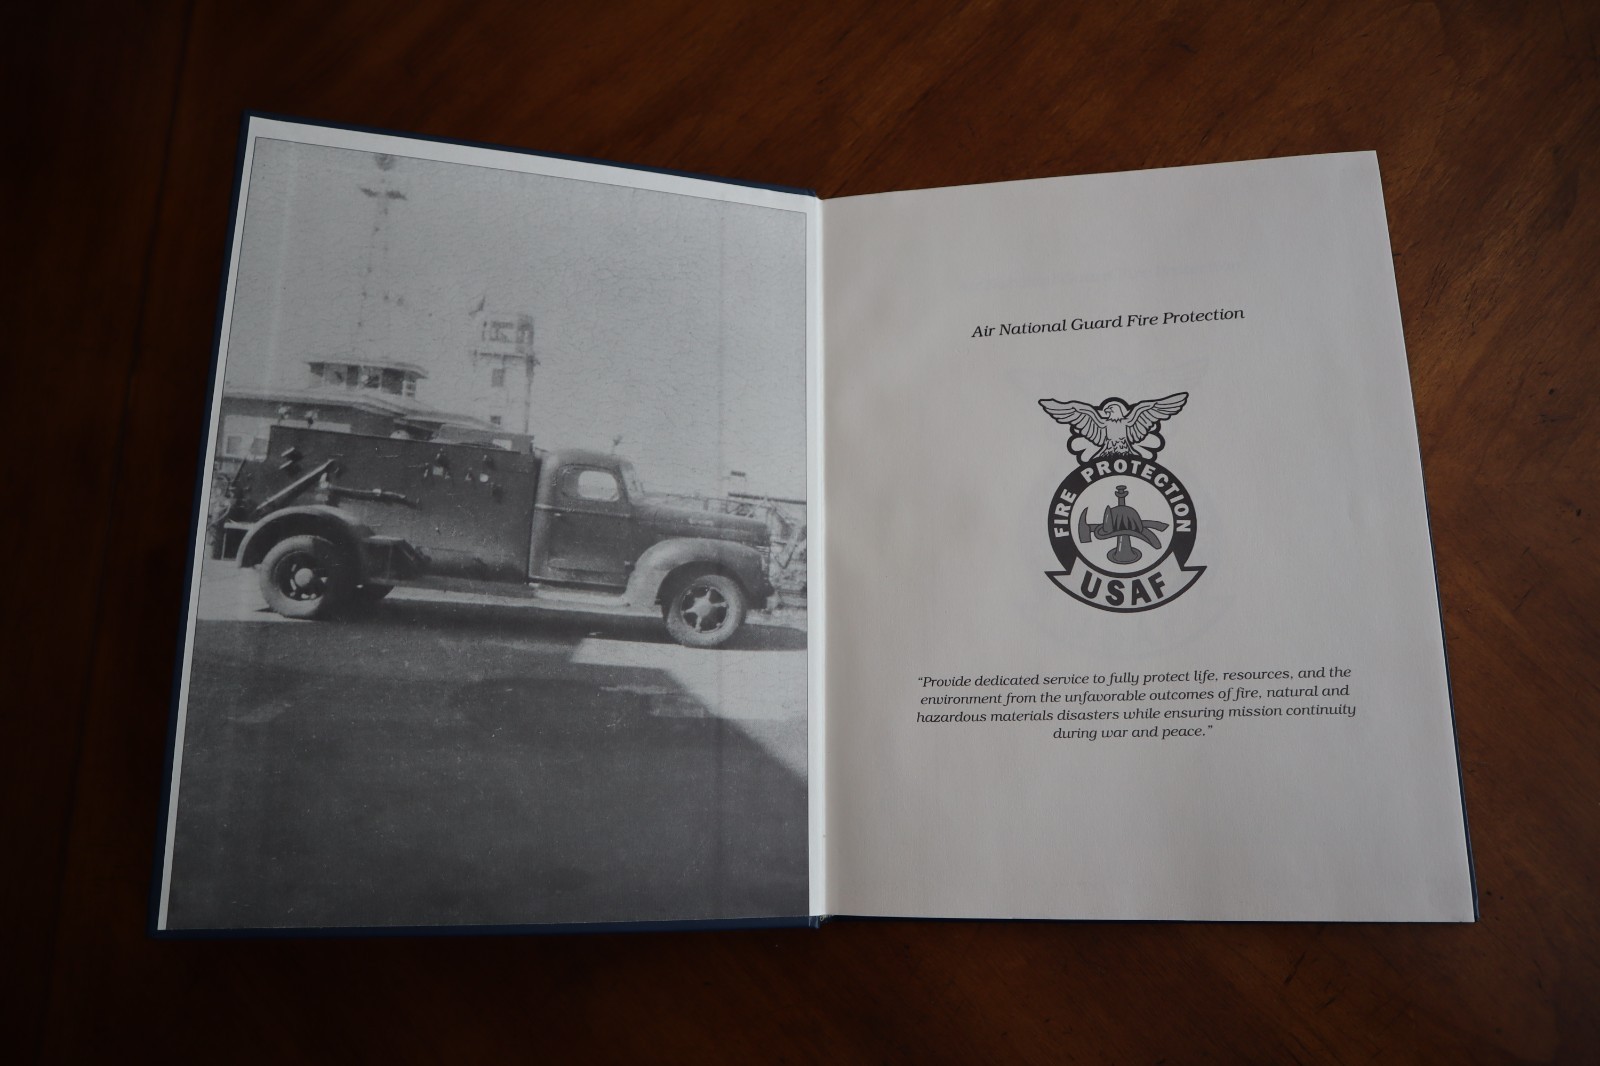 Air National Guard Fire Protection
FIRE PROTECTION
USAF
“Provide dedicated service to fully protect life, resources, and the
environment from the unfavorable outcomes of fire, natural and
hazardous materials disasters while ensuring mission continuity
during war and peace.”